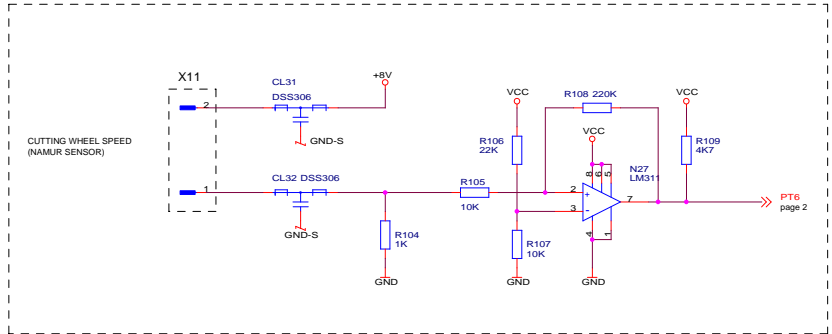 X11
CL31
DSS306
+8V
2
GND-S
CUTTING WHEEL SPEED
(NAMUR SENSOR)
1
CL32 DSS306
GND-S
R104
1K
GND
R105
10K
VCC
R106
22K
R107
10K
GND
R108 220K
VCC
8
6
5
N27
LM311
2
+
3
-
7
4
1
GND
VCC
R109
4K7
PT6
page 2